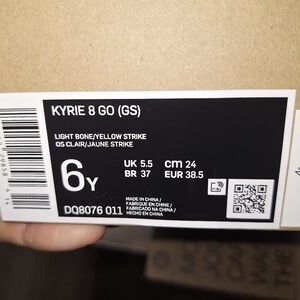 KYRIE 8 GO (GS)
LIGHT BONE/YELLOW STRIKE
OS CLAIR/JAUNE STRIKE
6Y
UK 5.5 CM 24
BR 37 EUR 38.5
DQ8076 011
MADE IN CHINA /
FABRIQUE EN CHINE /
FABRICADO NA CHINA /
HECHO EN CHINA